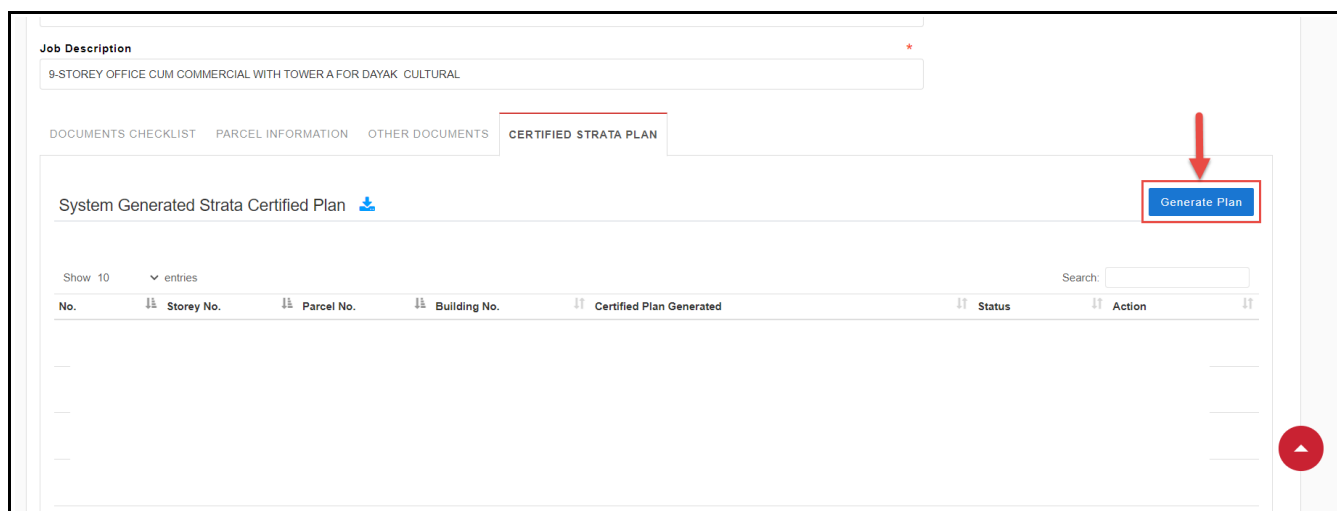 Job Description *
9-STOREY OFFICE CUM COMMERCIAL WITH TOWER A FOR DAYAK CULTURAL
DOCUMENTS CHECKLIST PARCEL INFORMATION OTHER DOCUMENTS CERTIFIED STRATA PLAN
System Generated Strata Certified Plan Generate Plan
Show 10 entries Search:
No. Storey No. Parcel No. Building No. Certified Plan Generated Status Action